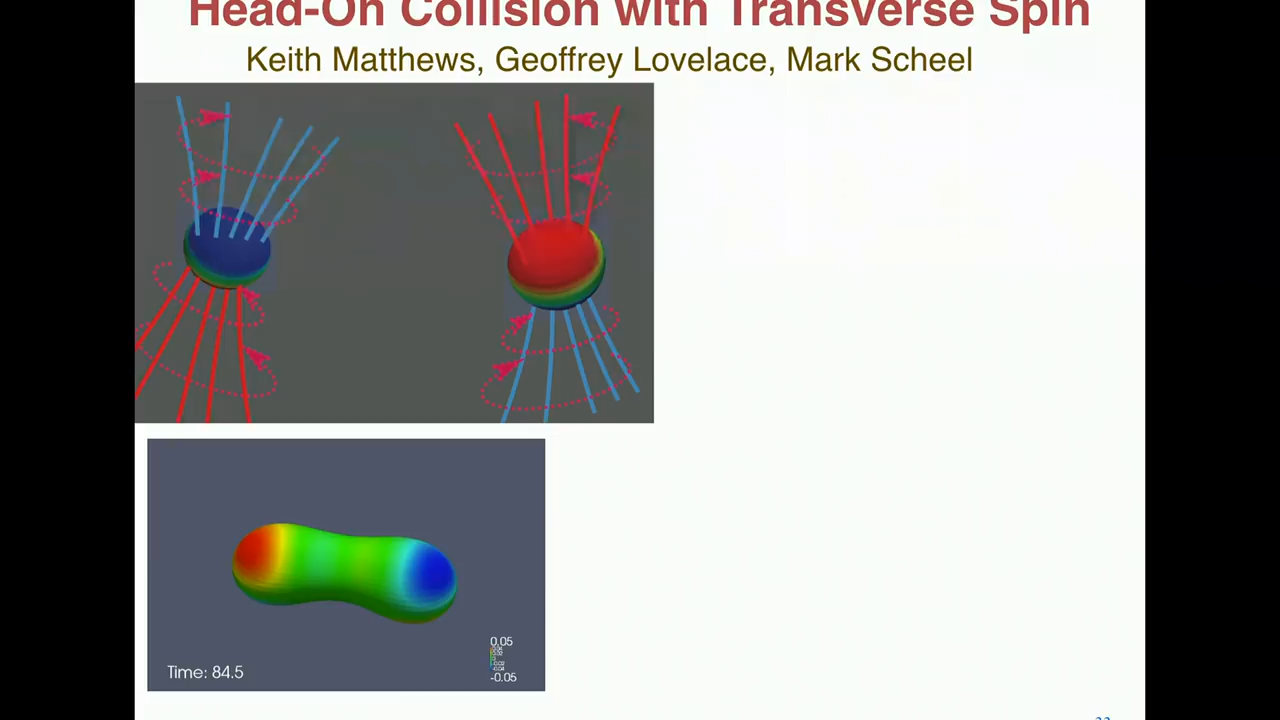 Head-On Collision with Transverse Spin
Keith Matthews, Geoffrey Lovelace, Mark Scheel
0.05
Time: 84.5
-0.05